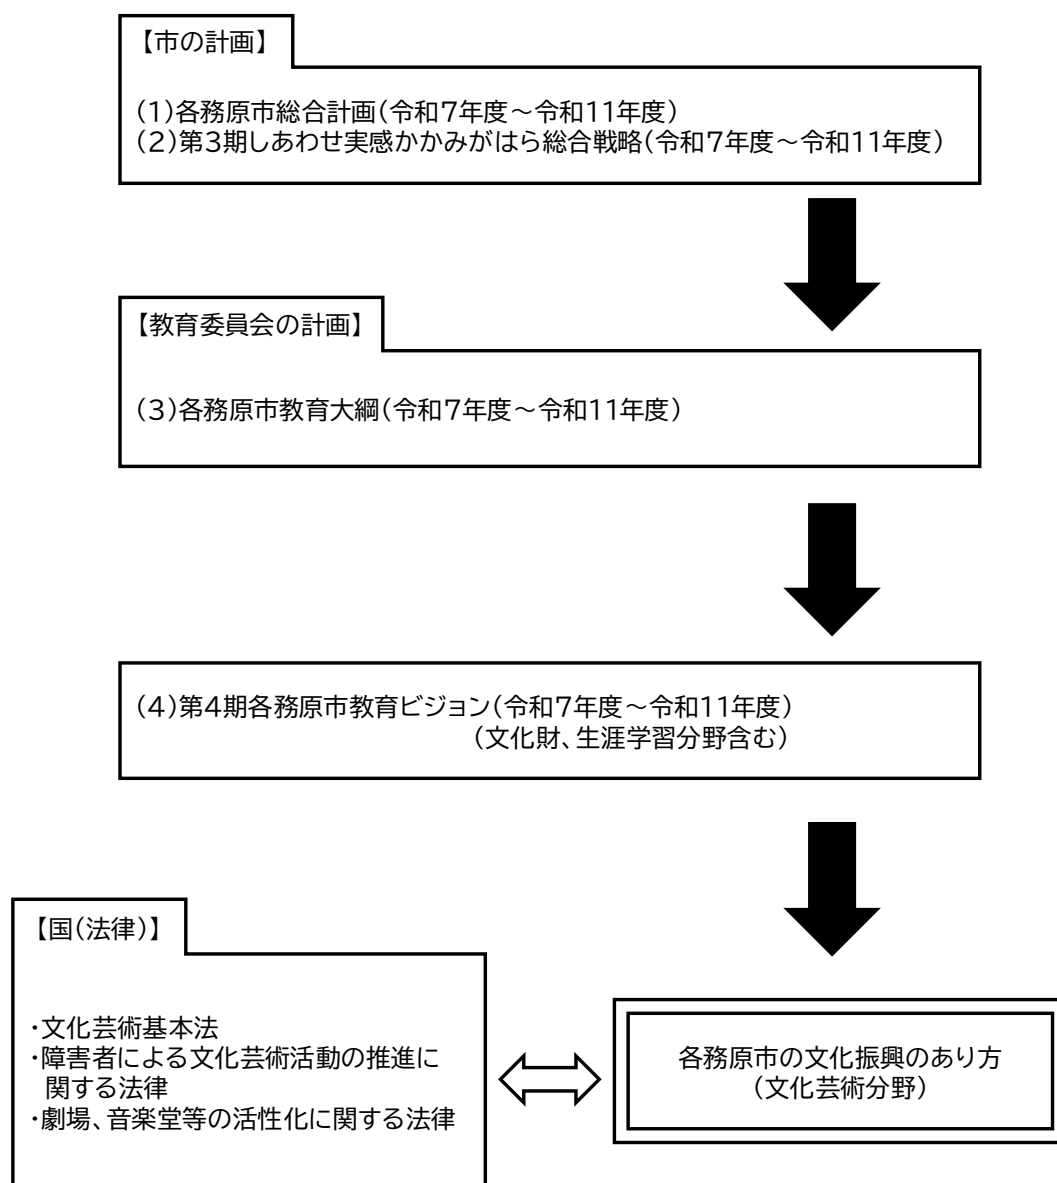 【市の計画】
(1)各務原市総合計画(令和7年度～令和11年度)
(2)第3期しあわせ実感かかみがはら総合戦略(令和7年度～令和11年度)
【教育委員会の計画】
(3)各務原市教育大綱(令和7年度～令和11年度)
(4)第4期各務原市教育ビジョン(令和7年度～令和11年度)
(文化財、生涯学習分野含む)
【国(法律)】
・文化芸術基本法
・障害者による文化芸術活動の推進に
関する法律
・劇場、音楽堂等の活性化に関する法律
各務原市の文化振興のあり方
(文化芸術分野)